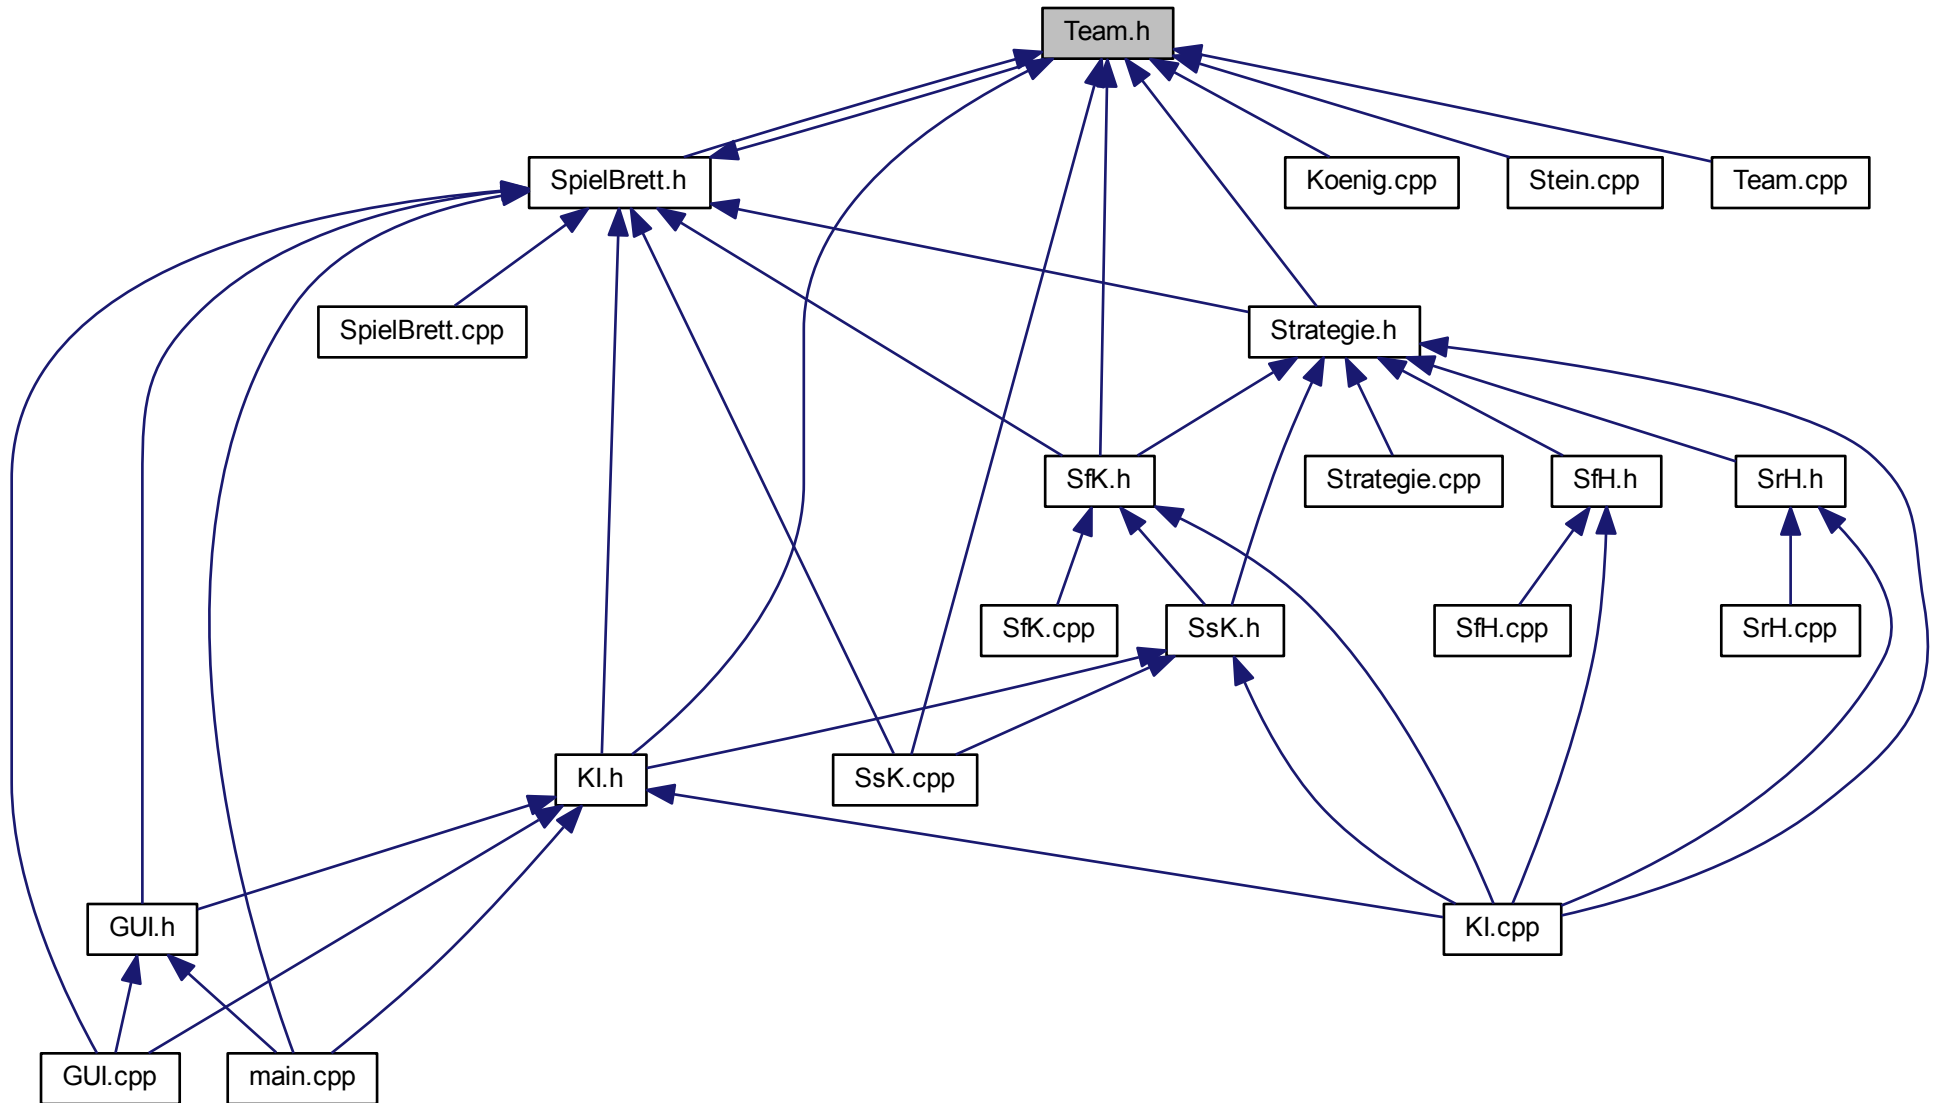 Team.h
SpielBrett.h
Koenig.cpp
Stein.cpp
Team.cpp
SpielBrett.cpp
Strategie.h
SfK.h
Strategie.cpp
SfH.h
SrH.h
SfK.cpp
SsK.h
SfH.cpp
SrH.cpp
KI.h
SsK.cpp
GUI.h
KI.cpp
GUI.cpp
main.cpp